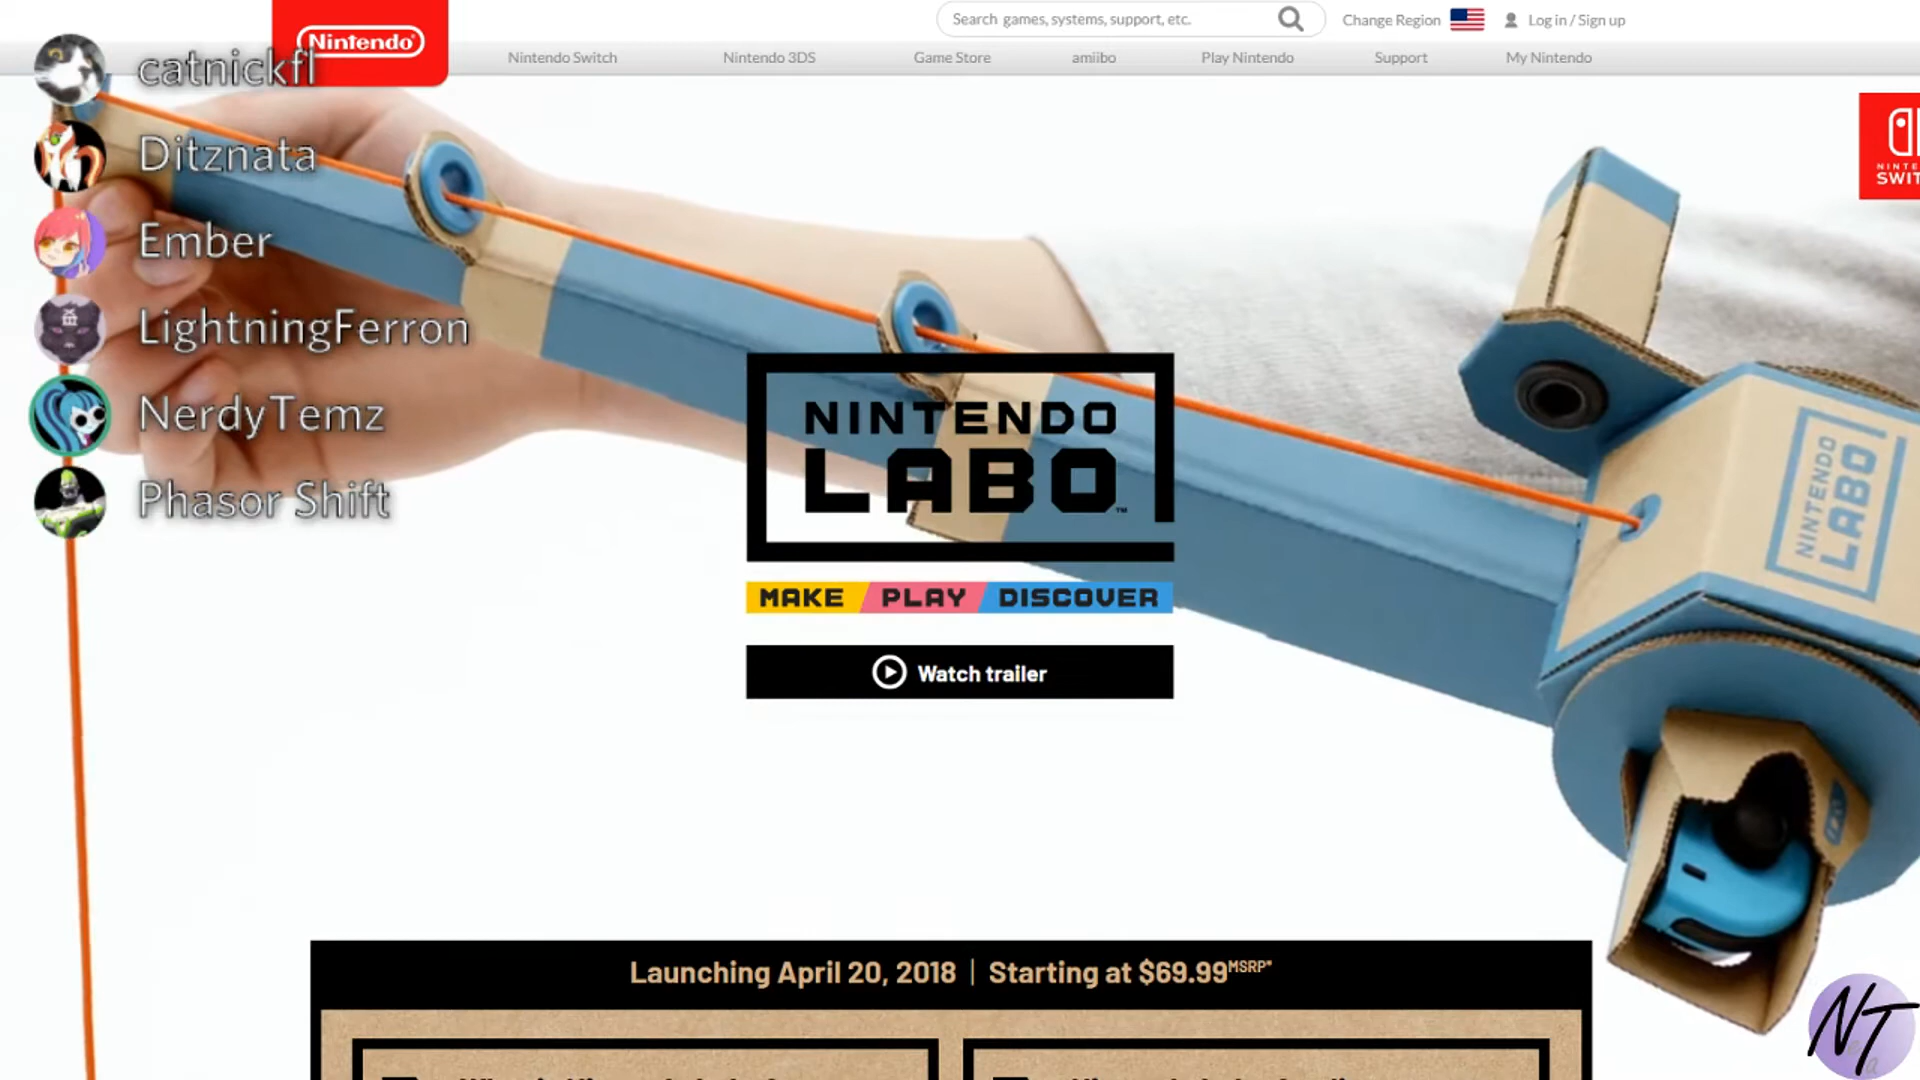 Nintendo
Search games, systems, support, etc.
Change Region
Log in / Sign up
Nintendo Switch
Nintendo 3DS
Game Store
amiibo
Play Nintendo
Support
My Nintendo
catnickfl
Ditznata
Ember
LightningFerron
NerdyTemz
Phasor Shift
NINTENDO
LABO™
MAKE PLAY DISCOVER
Watch trailer
NINTENDO
LABO
Launching April 20, 2018 | Starting at $69.99MSRP*
NT